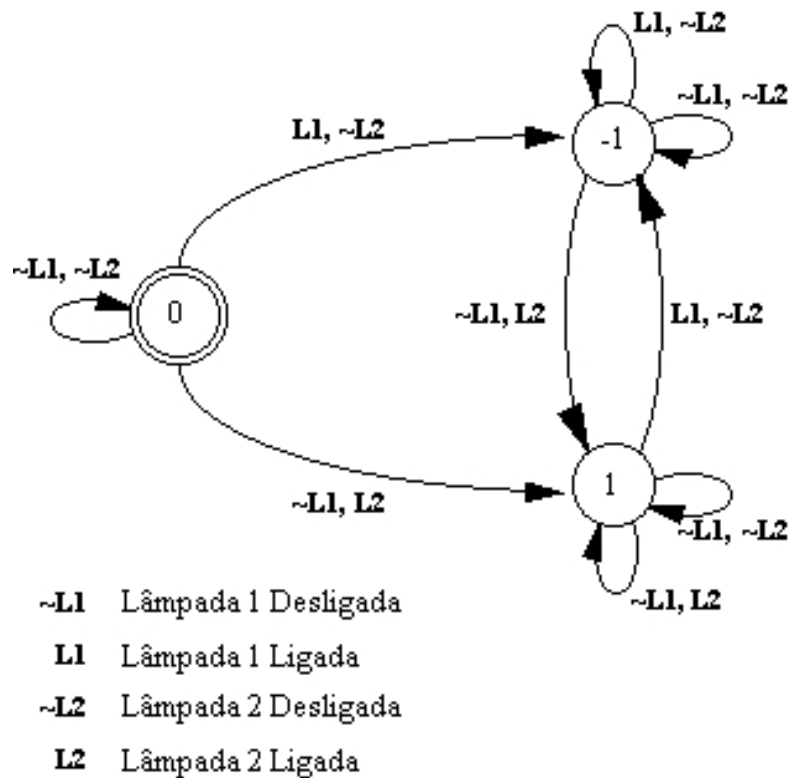 L1, ~L2
~L1, ~L2
L1, ~L2
-1
~L1, ~L2
0
~L1, L2
L1, ~L2
~L1, L2
1
~L1, ~L2
~L1, L2
~L1 Lâmpada 1 Desligada
L1 Lâmpada 1 Ligada
~L2 Lâmpada 2 Desligada
L2 Lâmpada 2 Ligada